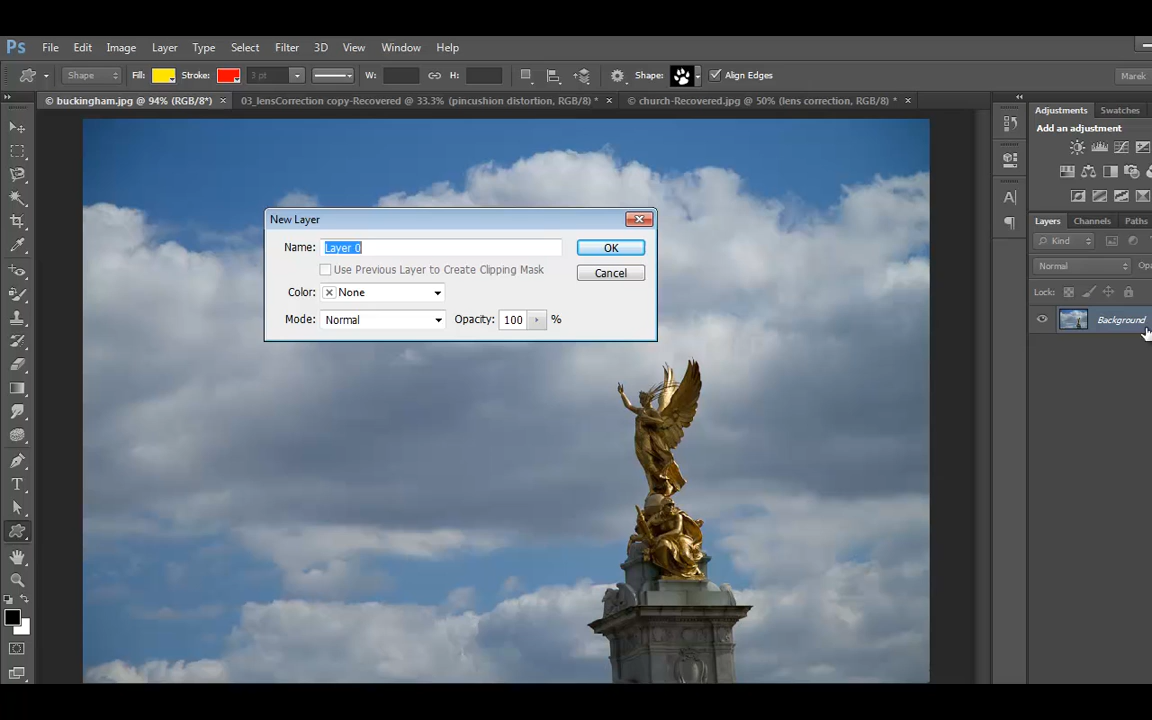 Ps File Edit Image Layer Type Select Filter 3D View Window Help
Shape Fill: Stroke: 3 pt W: H: Shape: Align Edges Marek
© buckingham.jpg @ 94% (RGB/8*) × 03_lensCorrection copy-Recovered @ 33.3% (pincushion distortion, RGB/8) * × © church-Recovered.jpg @ 50% (lens correction, RGB/8*) * ×
Adjustments Swatches
Add an adjustment
New Layer
Name: Layer 0 OK
Use Previous Layer to Create Clipping Mask Cancel
Color: None
Mode: Normal Opacity: 100 %
Layers Channels Paths
Kind
Normal
Lock:
Background